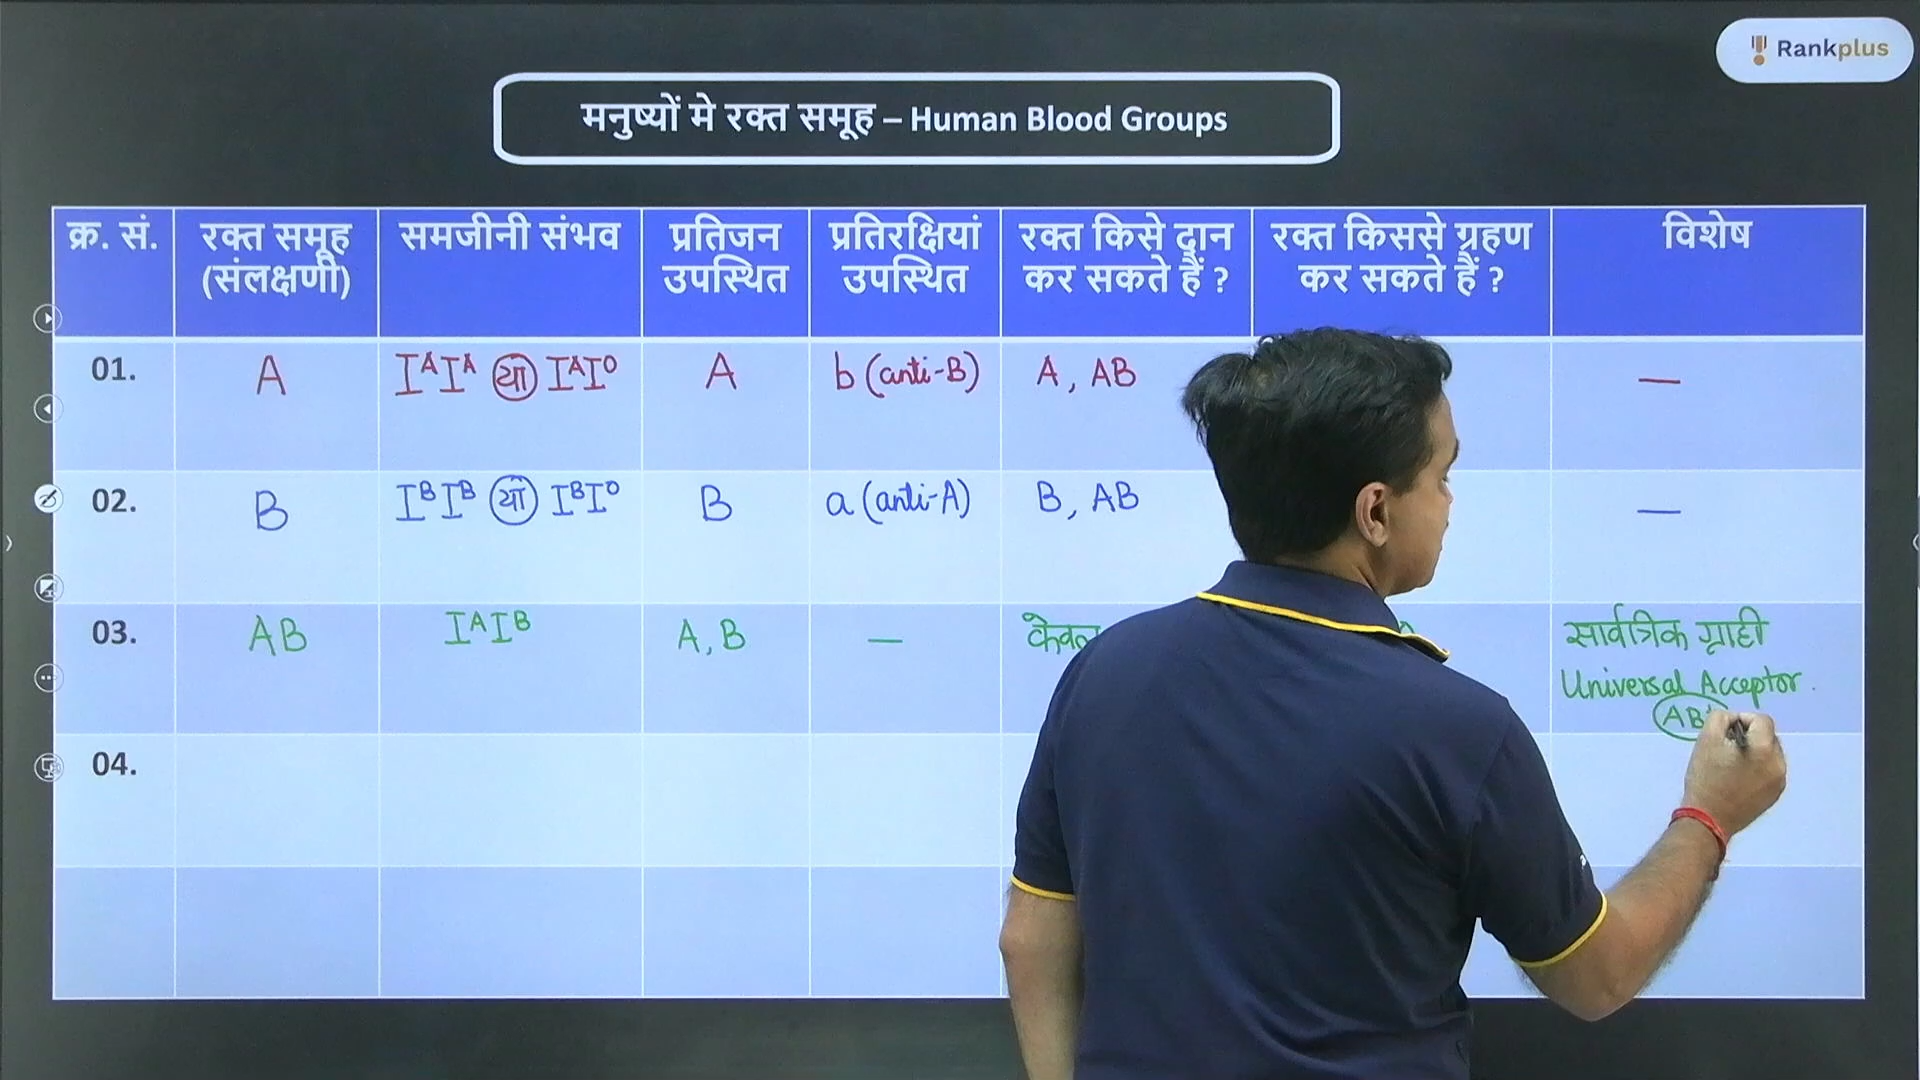 Rankplus
मनुष्यों मे रक्त समूह – Human Blood Groups
क्र. सं. रक्त समूह (संलक्षणी) समजीनी संभव प्रतिजन उपस्थित प्रतिरक्षियां उपस्थित रक्त किसे दान कर सकते हैं ? रक्त किससे ग्रहण कर सकते हैं ? विशेष
01. A IᴬIᴬ या IᴬI⁰ A b (anti-B) A, AB —
02. B IᴮIᴮ या IᴮI⁰ B a (anti-A) B, AB —
03. AB IᴬIᴮ A, B — केवल सार्वत्रिक ग्राही
Universal Acceptor
AB
04.